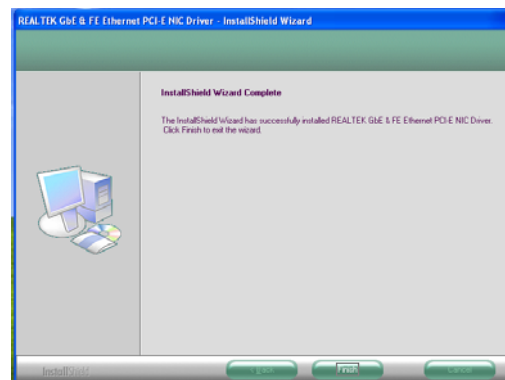 REALTEK GbE & FE Ethernet PCI-E NIC Driver - InstallShield Wizard
InstallShield Wizard Complete
The InstallShield Wizard has successfully installed REALTEK GbE & FE Ethernet PCI-E NIC Driver.
Click Finish to exit the wizard.
InstallShield
< Back
Finish
Cancel